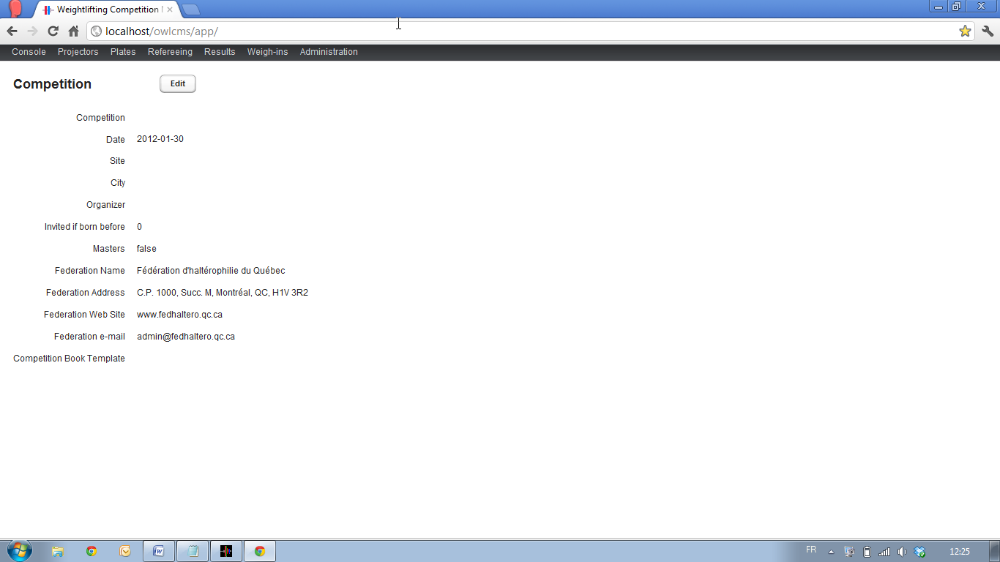 Weightlifting Competition
localhost/owlcms/app/
Console Projectors Plates Refereeing Results Weigh-ins Administration
Competition Edit
Competition
Date 2012-01-30
Site
City
Organizer
Invited if born before 0
Masters false
Federation Name Fédération d'haltérophilie du Québec
Federation Address C.P. 1000, Succ. M, Montréal, QC, H1V 3R2
Federation Web Site www.fedhaltero.qc.ca
Federation e-mail admin@fedhaltero.qc.ca
Competition Book Template
FR 12:25